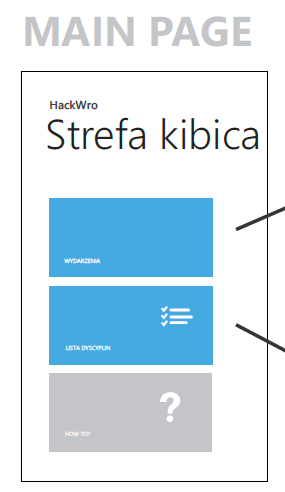 MAIN PAGE
HackWro
Strefa kibica
WYDARZENIA
LISTA DYSCYPLIN
?
HOW TO?